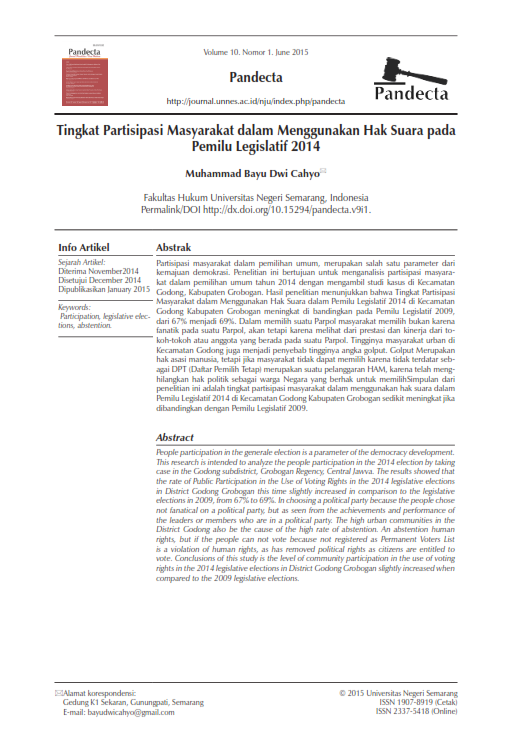 Pandecta
Volume 10. Nomor 1. June 2015
Pandecta
http://journal.unnes.ac.id/nju/index.php/pandecta
Pandecta
Tingkat Partisipasi Masyarakat dalam Menggunakan Hak Suara pada
Pemilu Legislatif 2014
Muhammad Bayu Dwi Cahyo✉
Fakultas Hukum Universitas Negeri Semarang, Indonesia
Permalink/DOI http://dx.doi.org/10.15294/pandecta.v9i1.
Info Artikel
Sejarah Artikel:
Diterima November2014
Disetujui December 2014
Dipublikasikan January 2015
Keywords:
Participation, legislative elec-
tions, abstention.
Abstrak
Partisipasi masyarakat dalam pemilihan umum, merupakan salah satu parameter dari
kemajuan demokrasi. Penelitian ini bertujuan untuk menganalisis partisipasi masyara-
kat dalam pemilihan umum tahun 2014 dengan mengambil studi kasus di Kecamatan
Godong, Kabupaten Grobogan. Hasil penelitian menunjukkan bahwa Tingkat Partisipasi
Masyarakat dalam Menggunakan Hak Suara dalam Pemilu Legislatif 2014 di Kecamatan
Godong Kabupaten Grobogan meningkat di bandingkan pada Pemilu Legislatif 2009,
dari 67% menjadi 69%. Dalam memilih suatu Parpol masyarakat memilih bukan karena
fanatik pada suatu Parpol, akan tetapi karena melihat dari prestasi dan kinerja dari to-
koh-tokoh atau anggota yang berada pada suatu Parpol. Tingginya masyarakat urban di
Kecamatan Godong juga menjadi penyebab tingginya angka golput. Golput Merupakan
hak asasi manusia, tetapi jika masyarakat tidak dapat memilih karena tidak terdatar seb-
agai DPT (Daftar Pemilih Tetap) merupakan suatu pelanggaran HAM, karena telah meng-
hilangkan hak politik sebagai warga Negara yang berhak untuk memilihSimpulan dari
penelitian ini adalah tingkat partisipasi masyarakat dalam menggunakan hak suara dalam
Pemilu Legislatif 2014 di Kecamatan Godong Kabupaten Grobogan sedikit meningkat jika
dibandingkan dengan Pemilu Legislatif 2009.
Abstract
People participation in the generale election is a parameter of the democracy development.
This research is intended to analyze the people participation in the 2014 election by taking
case in the Godong subdistrict, Grobogan Regency, Central Jawva. The results showed that
the rate of Public Participation in the Use of Voting Rights in the 2014 legislative elections
in District Godong Grobogan this time slightly increased in comparison to the legislative
elections in 2009, from 67% to 69%. In choosing a political party because the people chose
not fanatical on a political party, but as seen from the achievements and performance of
the leaders or members who are in a political party. The high urban communities in the
District Godong also be the cause of the high rate of abstention. An abstention human
rights, but if the people can not vote because not registered as Permanent Voters List
is a violation of human rights, as has removed political rights as citizens are entitled to
vote. Conclusions of this study is the level of community participation in the use of voting
rights in the 2014 legislative elections in District Godong Grobogan slightly increased when
compared to the 2009 legislative elections.
✉Alamat korespondensi:
Gedung K1 Sekaran, Gunungpati, Semarang
E-mail: bayudwicahyo@gmail.com
© 2015 Universitas Negeri Semarang
ISSN 1907-8919 (Cetak)
ISSN 2337-5418 (Online)